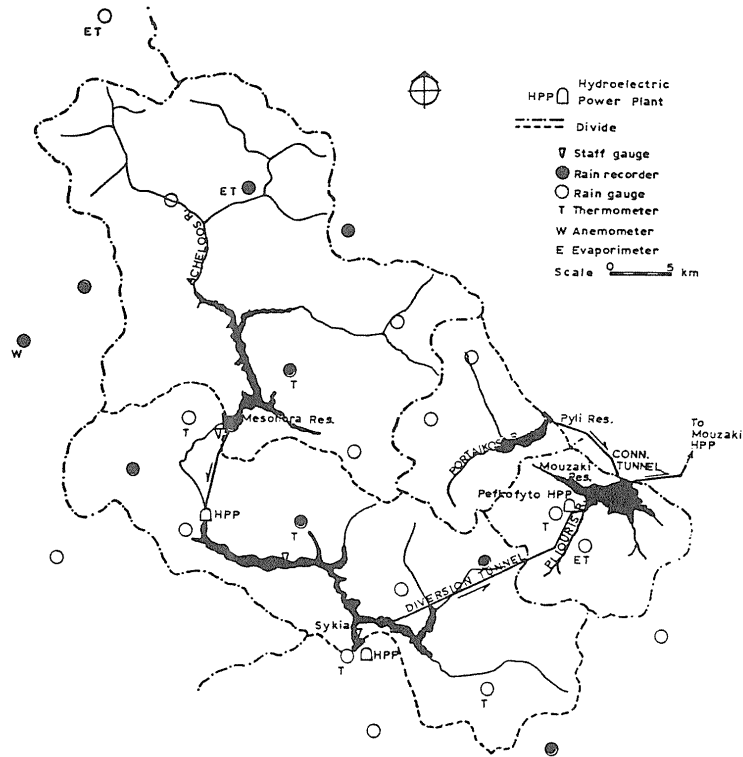 ET
HPP Hydroelectric
Power Plant
Divide
Staff gauge
Rain recorder
Rain gauge
T Thermometer
W Anemometer
E Evaporimeter
Scale 0 5 km
ET
ACHELOOS R.
W
T
Mesohora Res.
T
PORTAIKOS R.
Pyli Res.
CONN.
TUNNEL
To
Mouzaki
HPP
Mouzaki
Res.
Pefkofyto HPP
T
PLIOURIS R.
ET
HPP
T
DIVERSION TUNNEL
Sykia
T
HPP
T